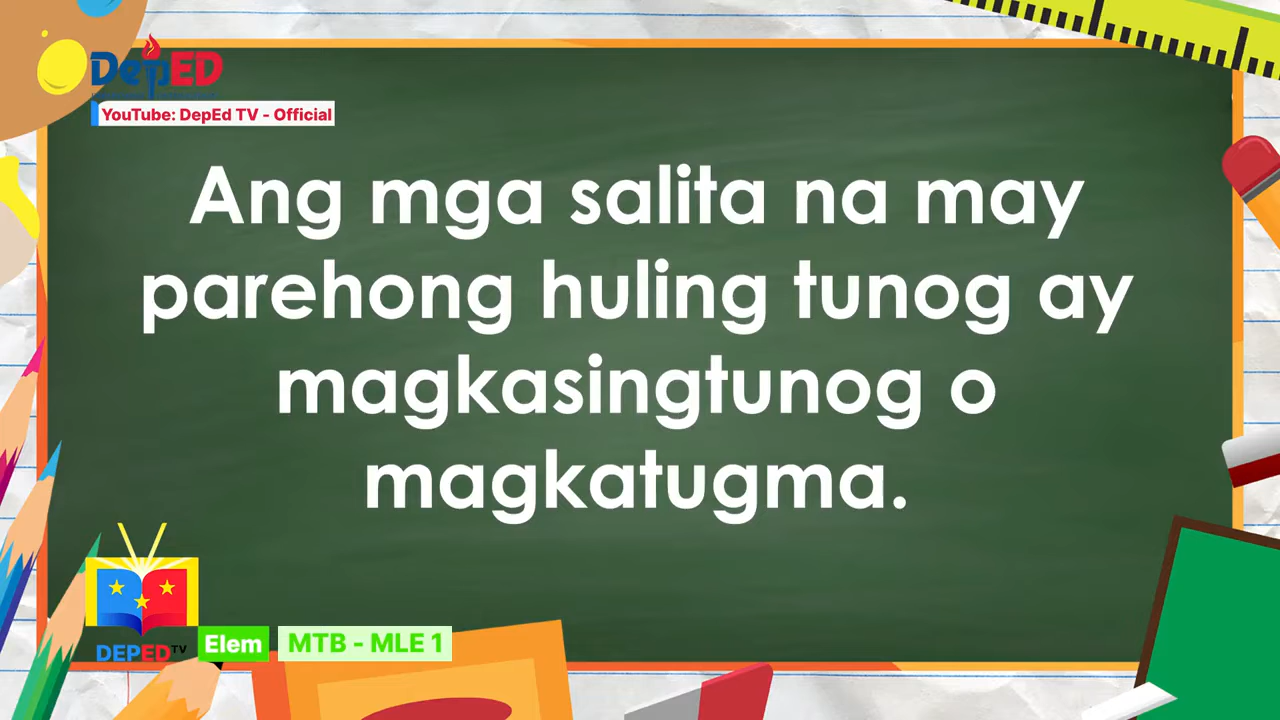 DepED
YouTube: DepEd TV - Official
Ang mga salita na may
parehong huling tunog ay
magkasingtunog o
magkatugma.
DEPED TV
Elem
MTB - MLE 1